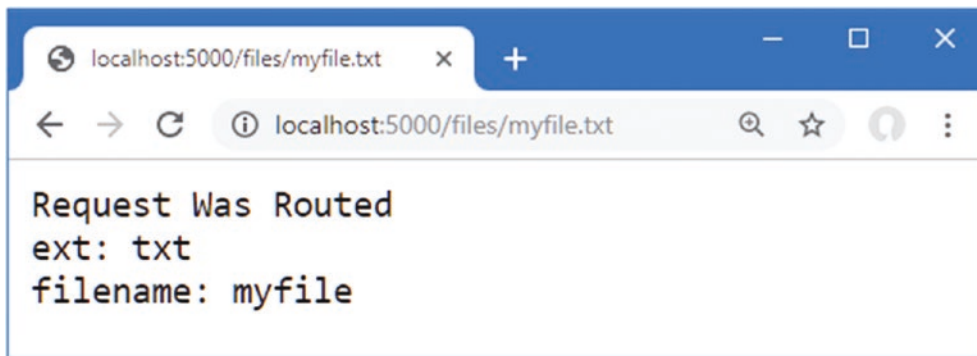 localhost:5000/files/myfile.txt
localhost:5000/files/myfile.txt
Request Was Routed
ext: txt
filename: myfile